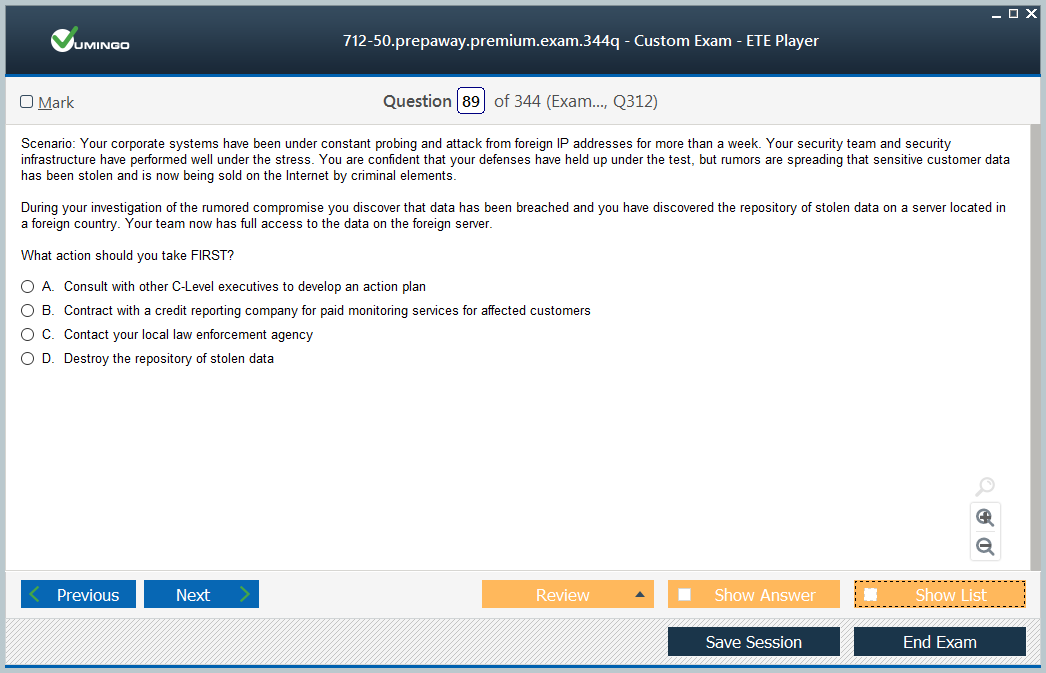 VUMINGO
712-50.prepaway.premium.exam.344q - Custom Exam - ETE Player
Mark
Question 89 of 344 (Exam..., Q312)
Scenario: Your corporate systems have been under constant probing and attack from foreign IP addresses for more than a week. Your security team and security
infrastructure have performed well under the stress. You are confident that your defenses have held up under the test, but rumors are spreading that sensitive customer data
has been stolen and is now being sold on the Internet by criminal elements.
During your investigation of the rumored compromise you discover that data has been breached and you have discovered the repository of stolen data on a server located in
a foreign country. Your team now has full access to the data on the foreign server.
What action should you take FIRST?
A. Consult with other C-Level executives to develop an action plan
B. Contract with a credit reporting company for paid monitoring services for affected customers
C. Contact your local law enforcement agency
D. Destroy the repository of stolen data
Previous
Next
Review
Show Answer
Show List
Save Session
End Exam